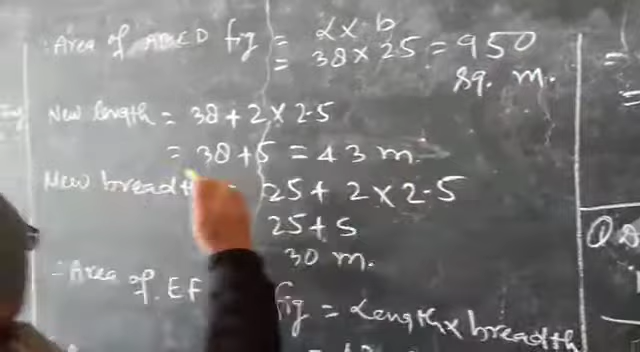 ∴ Area of ABCD fig = L × b
= 38 × 25 = 950
sq. m.
New length = 38 + 2 × 2.5
= 38 + 5 = 43 m.
New breadth = 25 + 2 × 2.5
25 + 5
30 m.
∴ Area of EF fig = Length × breadth
Q